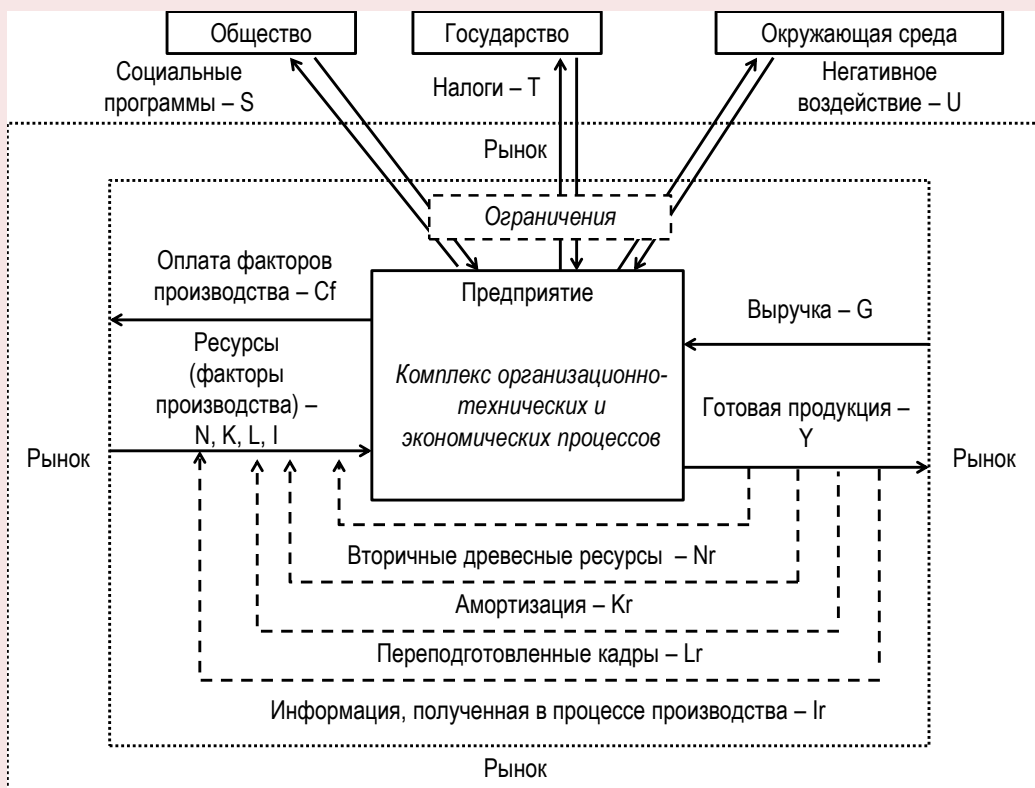 Общество
Государство
Окружающая среда
Социальные
программы – S
Налоги – T
Негативное
воздействие – U
Рынок
Ограничения
Оплата факторов
производства – Cf
Предприятие
Выручка – G
Ресурсы
(факторы
производства) –
N, K, L, I
Комплекс организационно-
технических и
экономических процессов
Готовая продукция –
Y
Рынок
Рынок
Вторичные древесные ресурсы – Nr
Амортизация – Kr
Переподготовленные кадры – Lr
Информация, полученная в процессе производства – Ir
Рынок